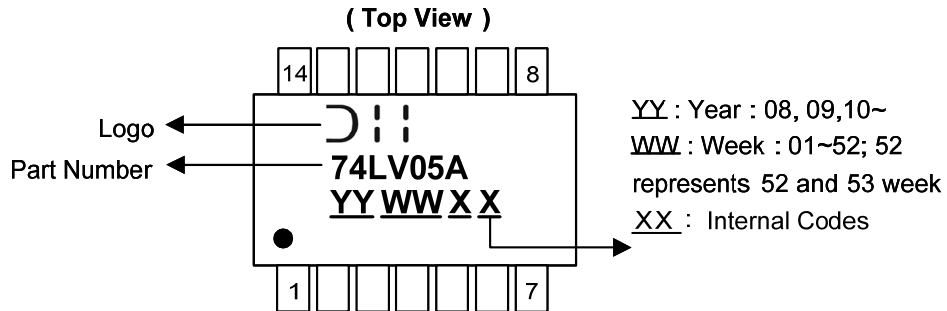 ( Top View )
14 8
Logo
Part Number
74LV05A
YY WW X X
1 7
YY : Year : 08, 09,10~
WW : Week : 01~52; 52
represents 52 and 53 week
XX : Internal Codes